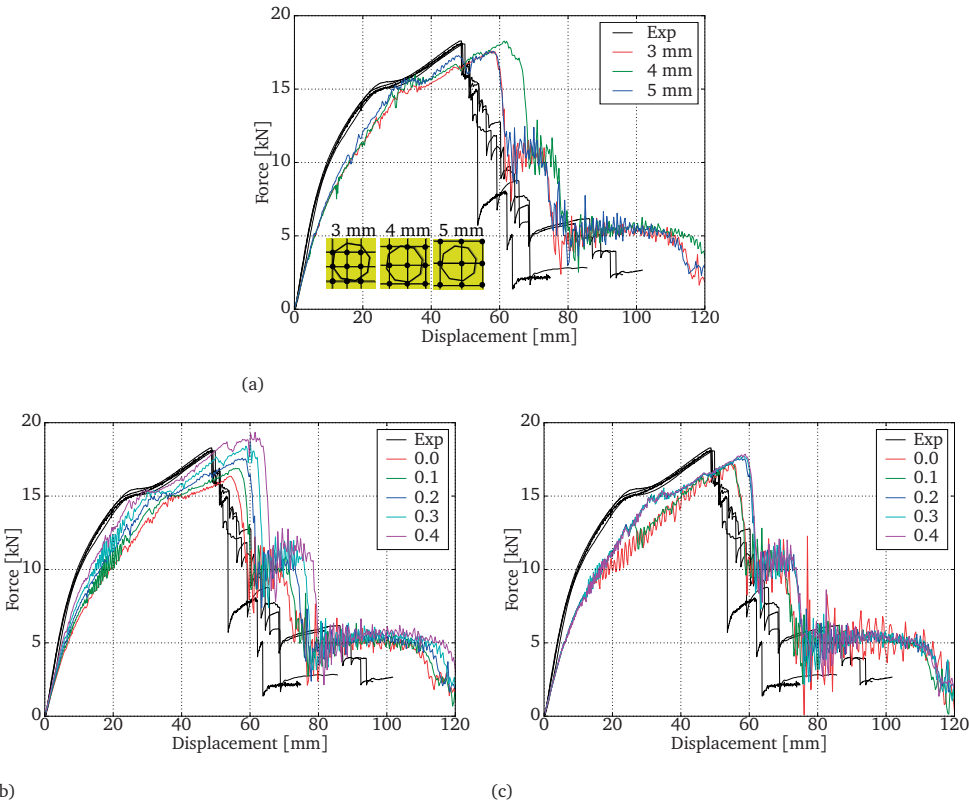 20
15
10
5
0
Force [kN]
Exp
3 mm
4 mm
5 mm
3 mm 4 mm 5 mm
0 20 40 60 80 100 120
Displacement [mm]
(a)
20
15
10
5
0
Force [kN]
Exp
0.0
0.1
0.2
0.3
0.4
0 20 40 60 80 100 120
Displacement [mm]
b)
20
15
10
5
0
Force [kN]
Exp
0.0
0.1
0.2
0.3
0.4
0 20 40 60 80 100 120
Displacement [mm]
(c)